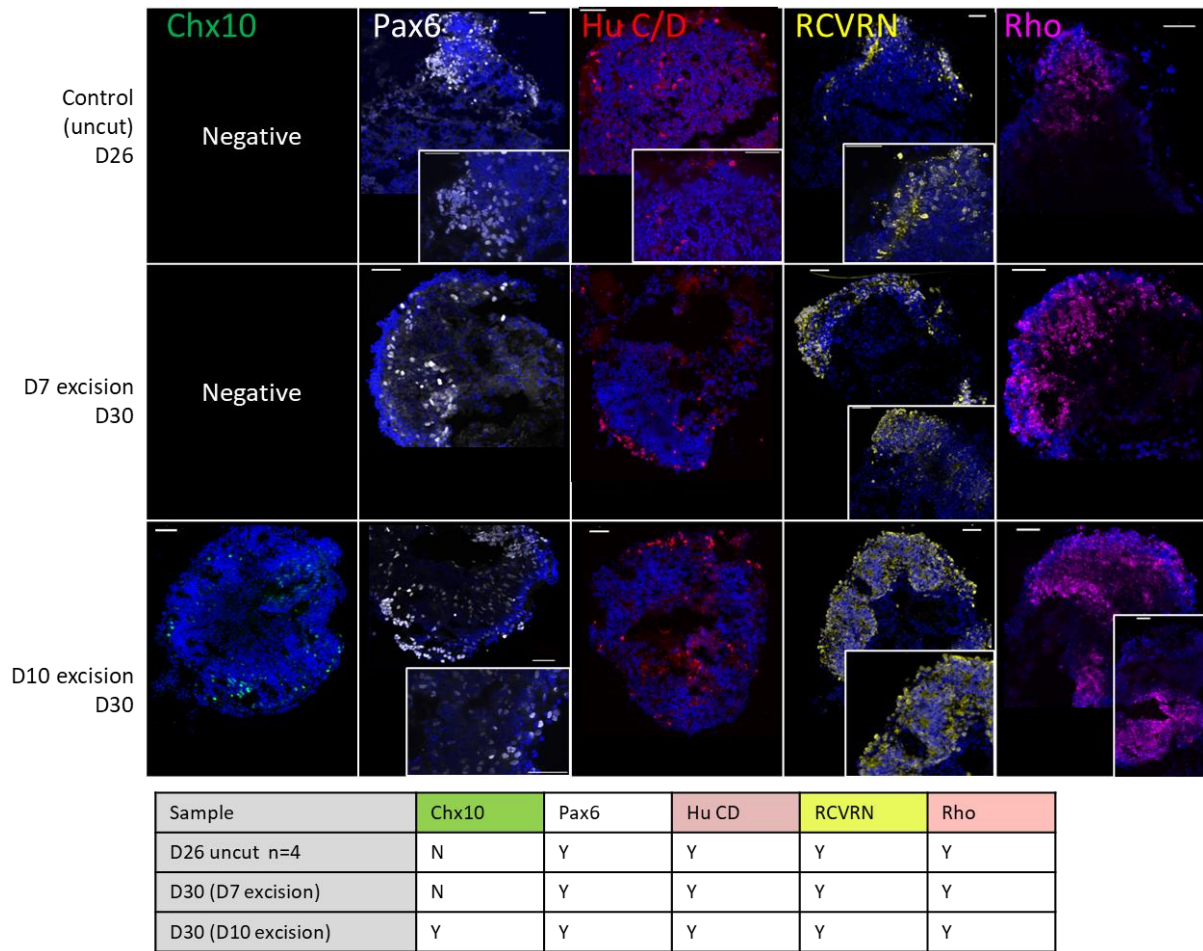 Chx10 Pax6 Hu C/D RCVRN Rho
Control
(uncut)
D26
Negative
D7 excision
D30
Negative
D10 excision
D30
Sample Chx10 Pax6 Hu CD RCVRN Rho
D26 uncut n=4 N Y Y Y Y
D30 (D7 excision) N Y Y Y Y
D30 (D10 excision) Y Y Y Y Y